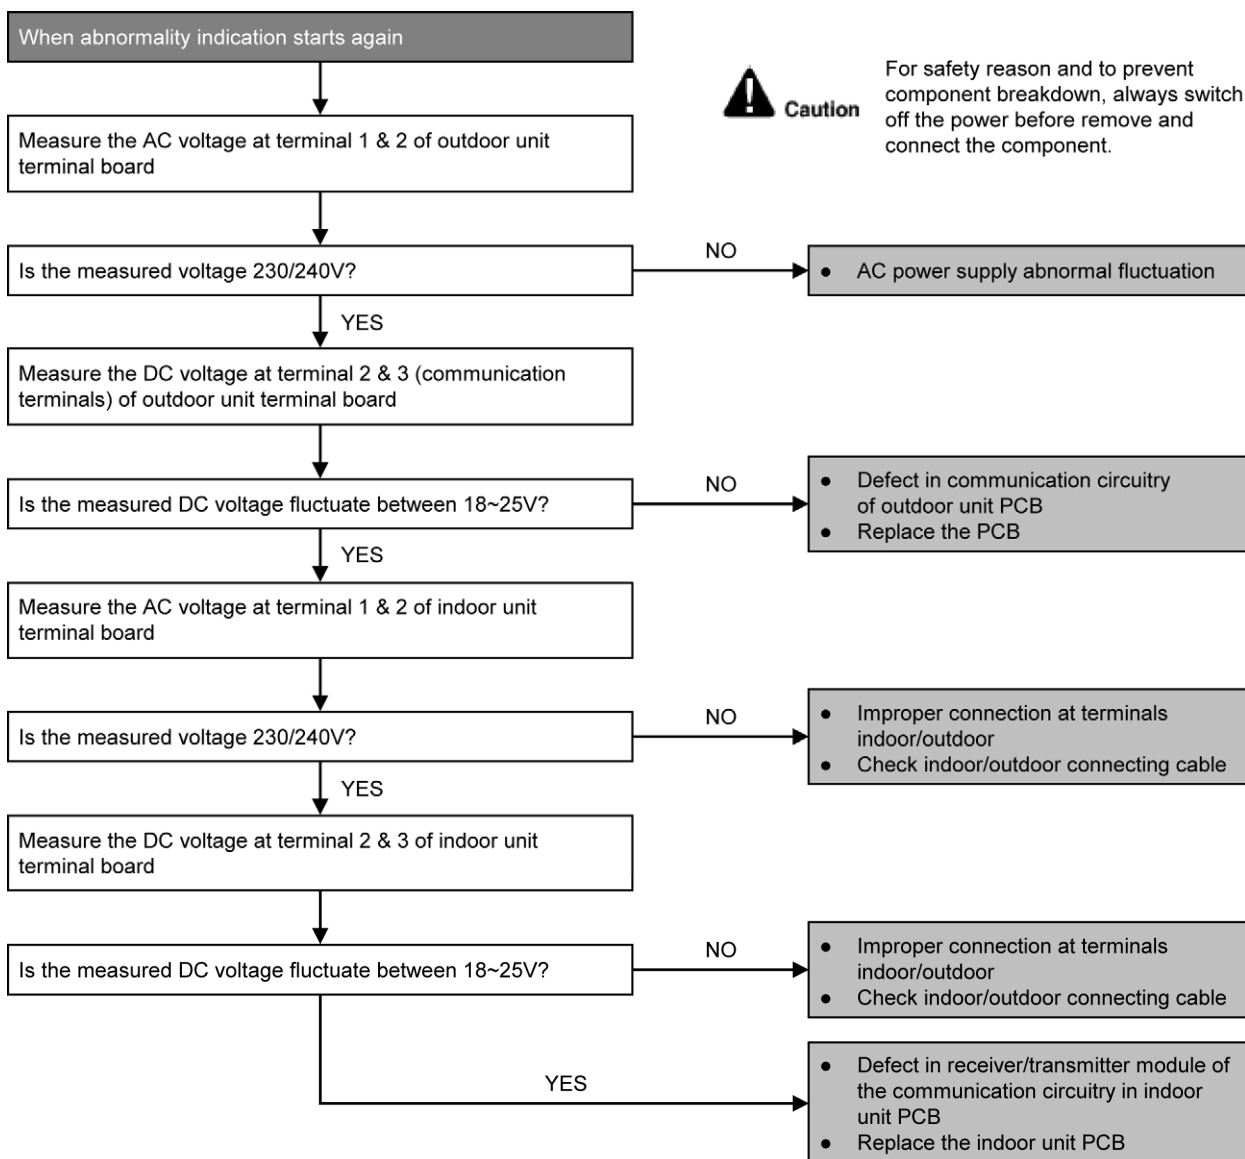 When abnormality indication starts again
Caution
For safety reason and to prevent
component breakdown, always switch
off the power before remove and
connect the component.
Measure the AC voltage at terminal 1 & 2 of outdoor unit
terminal board
Is the measured voltage 230/240V?
NO
● AC power supply abnormal fluctuation
YES
Measure the DC voltage at terminal 2 & 3 (communication
terminals) of outdoor unit terminal board
Is the measured DC voltage fluctuate between 18~25V?
NO
● Defect in communication circuitry
of outdoor unit PCB
● Replace the PCB
YES
Measure the AC voltage at terminal 1 & 2 of indoor unit
terminal board
Is the measured voltage 230/240V?
NO
● Improper connection at terminals
indoor/outdoor
● Check indoor/outdoor connecting cable
YES
Measure the DC voltage at terminal 2 & 3 of indoor unit
terminal board
Is the measured DC voltage fluctuate between 18~25V?
NO
● Improper connection at terminals
indoor/outdoor
● Check indoor/outdoor connecting cable
YES
● Defect in receiver/transmitter module of
the communication circuitry in indoor
unit PCB
● Replace the indoor unit PCB